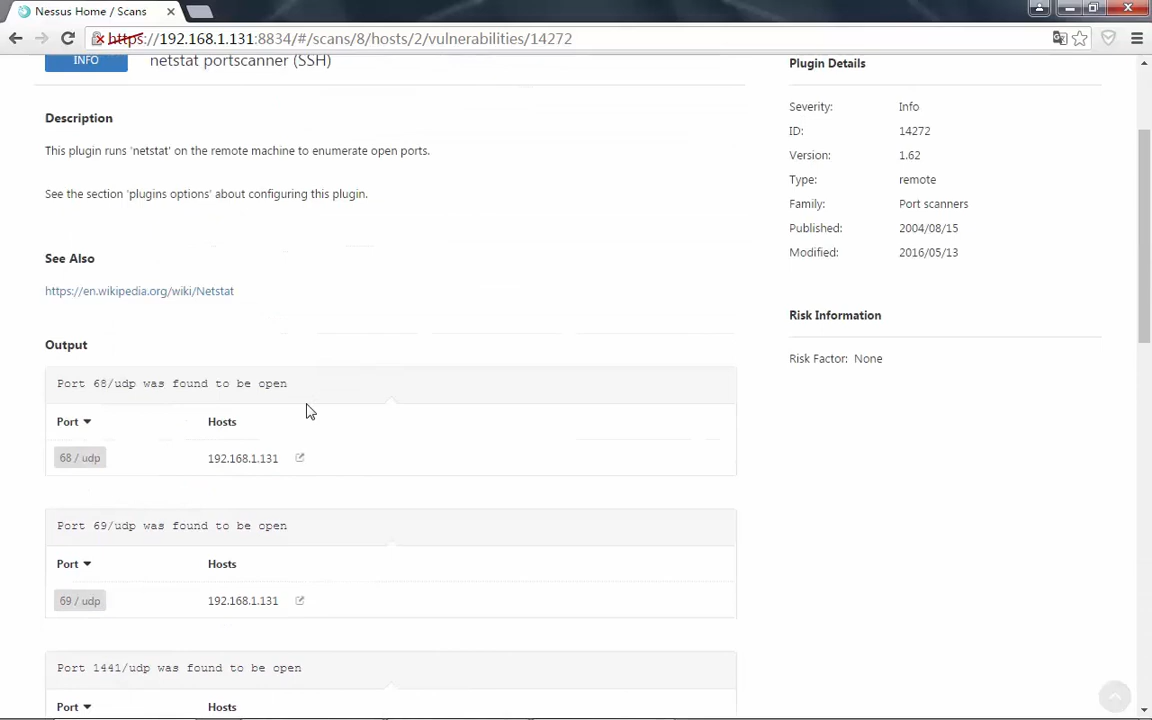 Nessus Home / Scans
https://192.168.1.131:8834/#/scans/8/hosts/2/vulnerabilities/14272
INFO
netstat portscanner (SSH)
Description
This plugin runs 'netstat' on the remote machine to enumerate open ports.
See the section 'plugins options' about configuring this plugin.
See Also
https://en.wikipedia.org/wiki/Netstat
Output
Port 68/udp was found to be open
Port Hosts
68 / udp 192.168.1.131
Port 69/udp was found to be open
Port Hosts
69 / udp 192.168.1.131
Port 1441/udp was found to be open
Port Hosts
Plugin Details
Severity: Info
ID: 14272
Version: 1.62
Type: remote
Family: Port scanners
Published: 2004/08/15
Modified: 2016/05/13
Risk Information
Risk Factor: None